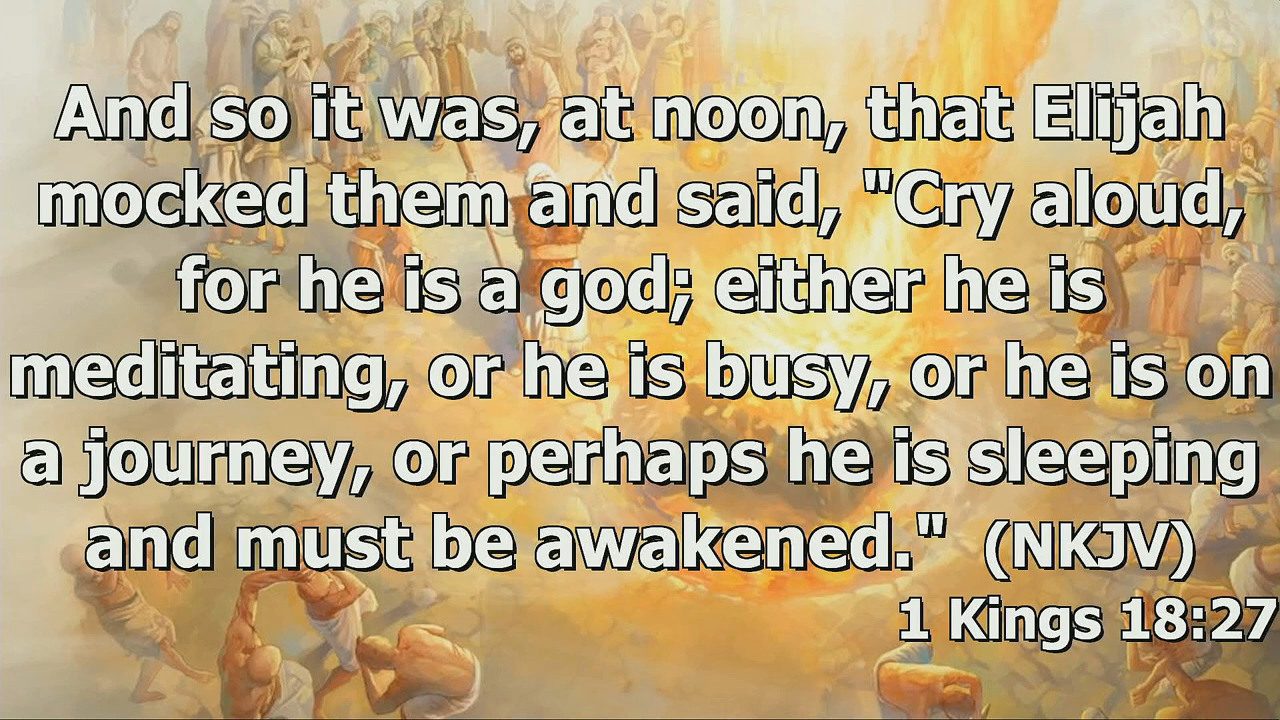 And so it was, at noon, that Elijah
mocked them and said, "Cry aloud,
for he is a god; either he is
meditating, or he is busy, or he is on
a journey, or perhaps he is sleeping
and must be awakened."  (NKJV)
1 Kings 18:27